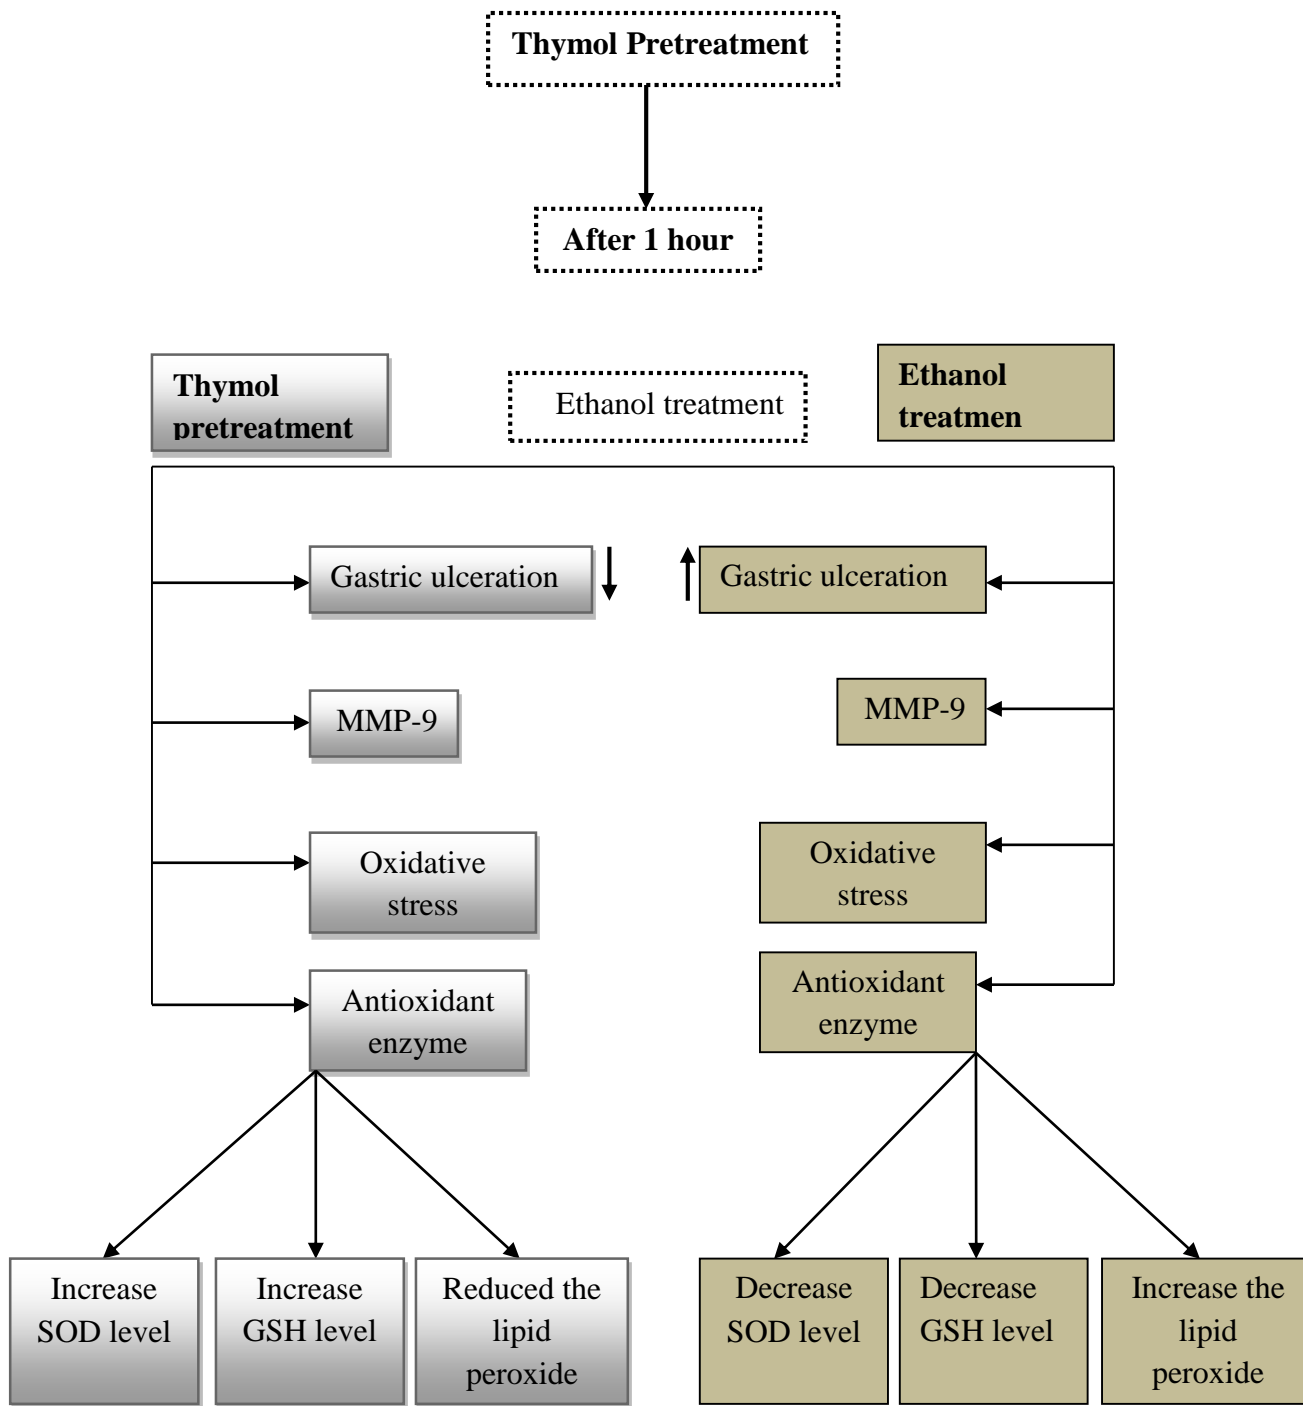 Thymol Pretreatment
After 1 hour
Thymol
pretreatment
Ethanol treatment
Ethanol
treatmen
Gastric ulceration
Gastric ulceration
MMP-9
MMP-9
Oxidative
stress
Oxidative
stress
Antioxidant
enzyme
Antioxidant
enzyme
Increase
SOD level
Increase
GSH level
Reduced the
lipid
peroxide
Decrease
SOD level
Decrease
GSH level
Increase the
lipid
peroxide